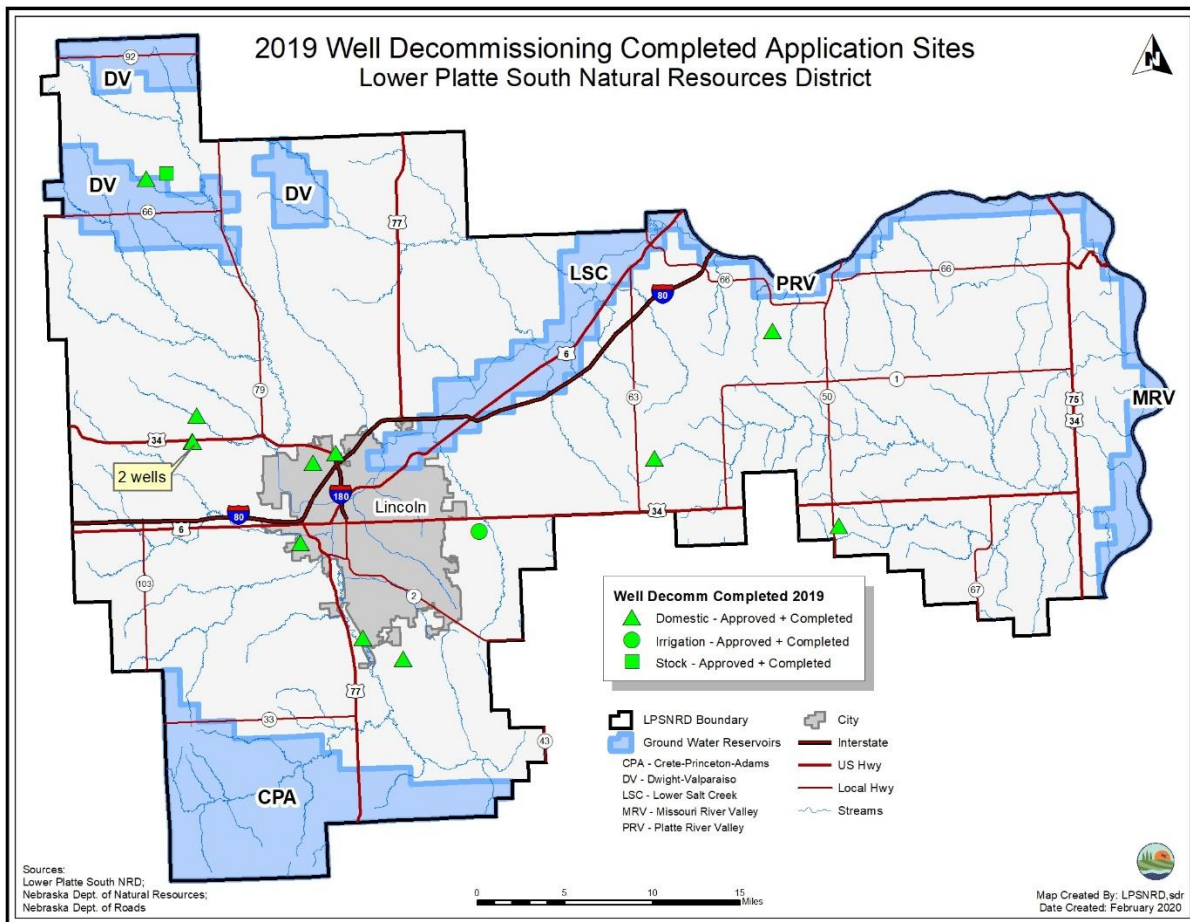 2019 Well Decommissioning Completed Application Sites
Lower Platte South Natural Resources District
N
92
DV
DV
DV
66
77
LSC
PRV
66
66
80
6
79
63
1
50
75
34
MRV
34
2 wells
180
Lincoln
80
6
34
103
2
67
77
33
43
CPA
Well Decomm Completed 2019
Domestic - Approved + Completed
Irrigation - Approved + Completed
Stock - Approved + Completed
LPSNRD Boundary
Ground Water Reservoirs
CPA - Crete-Princeton-Adams
DV - Dwight-Valparaiso
LSC - Lower Salt Creek
MRV - Missouri River Valley
PRV - Platte River Valley
City
Interstate
US Hwy
Local Hwy
Streams
Sources:
Lower Platte South NRD;
Nebraska Dept. of Natural Resources;
Nebraska Dept. of Roads
0 5 10 15
Miles
Map Created By: LPSNRD,sdr
Date Created: February 2020